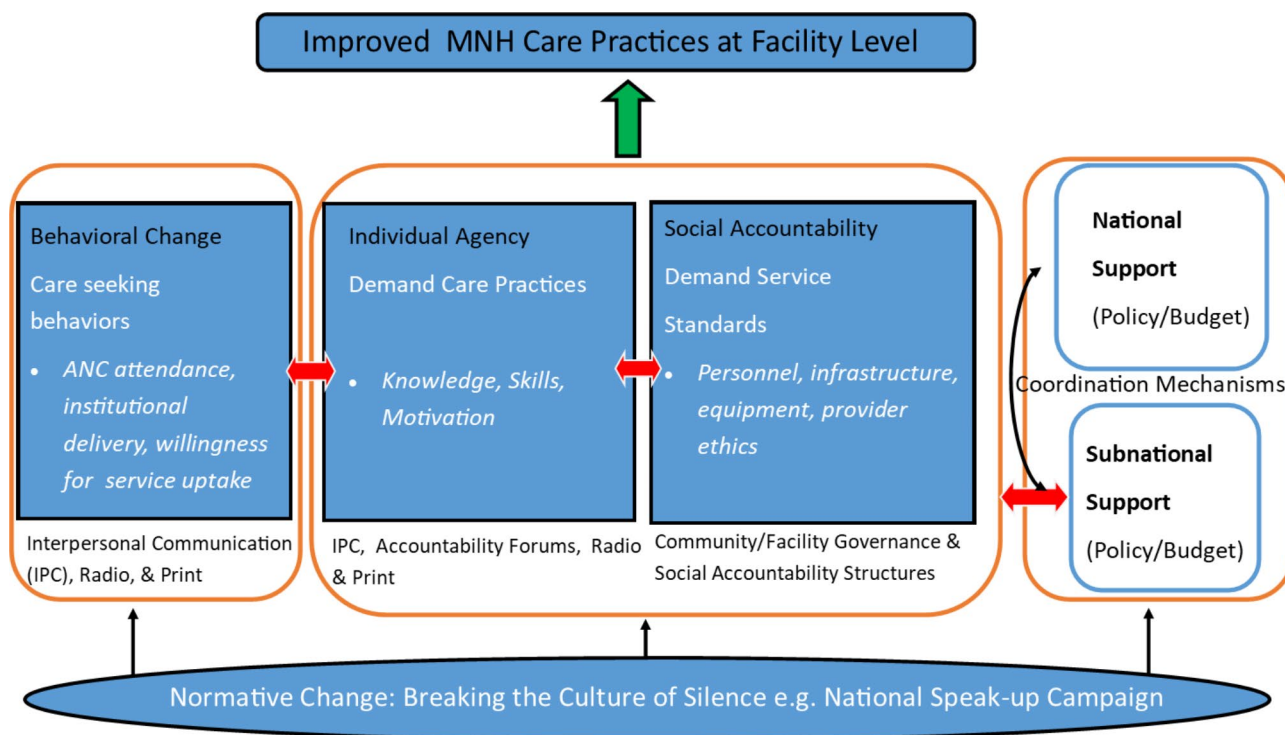 Improved MNH Care Practices at Facility Level
Behavioral Change
Care seeking
behaviors
• ANC attendance,
institutional
delivery, willingness
for service uptake
Interpersonal Communication
(IPC), Radio, & Print
Individual Agency
Demand Care Practices
• Knowledge, Skills,
Motivation
IPC, Accountability Forums, Radio
& Print
Social Accountability
Demand Service
Standards
• Personnel, infrastructure,
equipment, provider
ethics
Community/Facility Governance &
Social Accountability Structures
National
Support
(Policy/Budget)
Coordination Mechanisms
Subnational
Support
(Policy/Budget)
Normative Change: Breaking the Culture of Silence e.g. National Speak-up Campaign